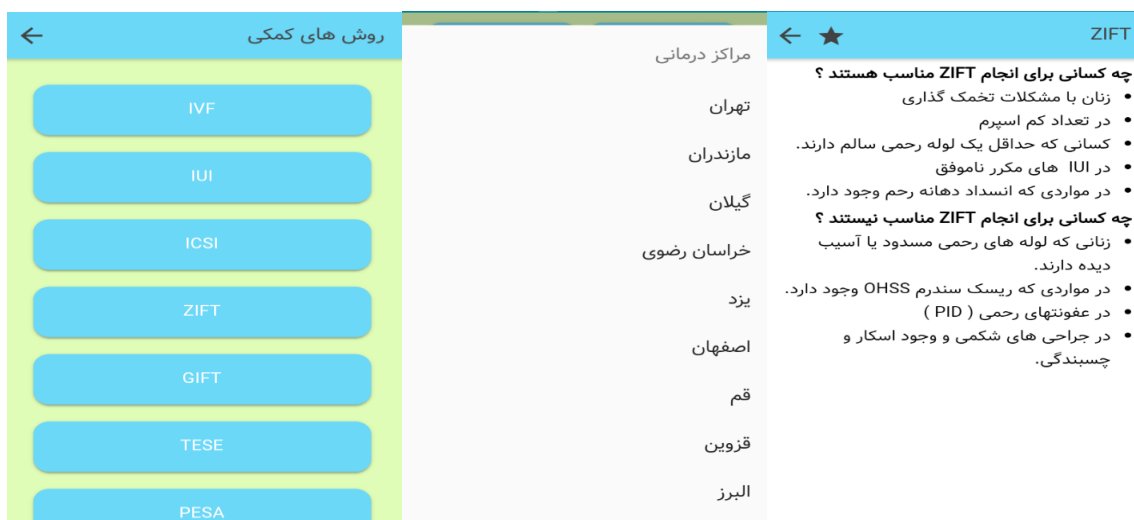 روش های کمکی
IVF
IUI
ICSI
ZIFT
GIFT
TESE
PESA
مراکز درمانی
تهران
مازندران
گیلان
خراسان رضوی
یزد
اصفهان
قم
قزوین
البرز
ZIFT
چه کسانی برای انجام ZIFT مناسب هستند ؟
• زنان با مشکلات تخمک گذاری
• در تعداد کم اسپرم
• کسانی که حداقل یک لوله رحمی سالم دارند.
• در IUI های مکرر ناموفق
• در مواردی که انسداد دهانه رحم وجود دارد.
چه کسانی برای انجام ZIFT مناسب نیستند ؟
• زنانی که لوله های رحمی مسدود یا آسیب
دیده دارند.
• در مواردی که ریسک سندرم OHSS وجود دارد.
• در عفونتهای رحمی ( PID )
• در جراحی های شکمی و وجود اسکار و
چسبندگی.